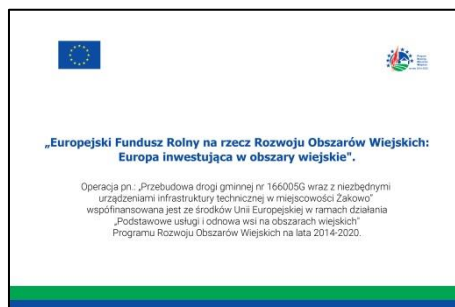 „Europejski Fundusz Rolny na rzecz Rozwoju Obszarów Wiejskich:
Europa inwestująca w obszary wiejskie".
Operacja pn.: „Przebudowa drogi gminnej nr 166005G wraz z niezbędnymi
urządzeniami infrastruktury technicznej w miejscowości Żakowo"
współfinansowana jest ze środków Unii Europejskiej w ramach działania
„Podstawowe usługi i odnowa wsi na obszarach wiejskich"
Programu Rozwoju Obszarów Wiejskich na lata 2014-2020.